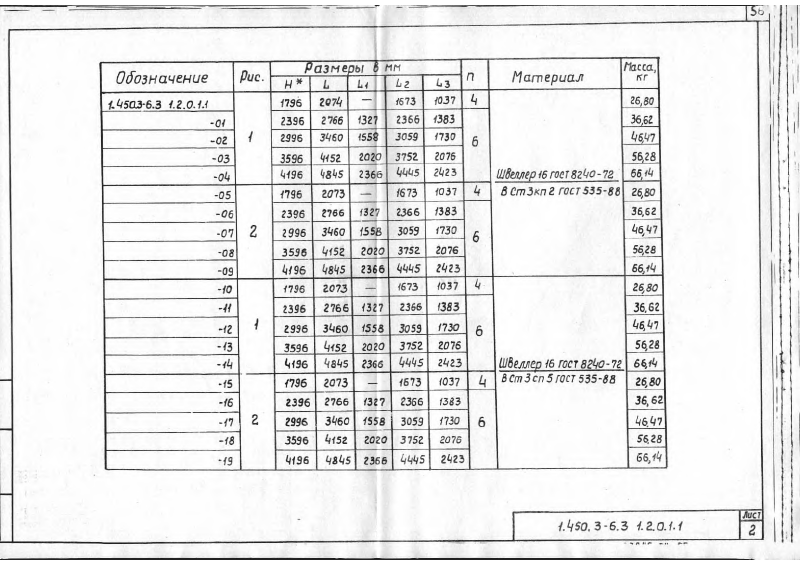 56
Обозначение Рис. Размеры в мм n Материал Масса, кг
H* L L1 L2 L3
1.450.3-6.3 1.2.0.1.1 1 1796 2074 — 1673 1037 4 26,80
-01 2396 2766 1327 2366 1383 6 36,62
-02 2996 3460 1558 3059 1730 46,47
-03 3596 4152 2020 3752 2076 56,28
-04 4196 4845 2366 4445 2423 Швеллер 16 гост 8240-72 66,14
-05 2 1796 2073 — 1673 1037 4 В Ст 3 кп 2 гост 535-88 26,80
-06 2396 2766 1327 2366 1383 6 36,62
-07 2996 3460 1558 3059 1730 46,47
-08 3596 4152 2020 3752 2076 56,28
-09 4196 4845 2366 4445 2423 66,14
-10 1 1796 2073 — 1673 1037 4 26,80
-11 2396 2766 1327 2366 1383 6 36,62
-12 2996 3460 1558 3059 1730 46,47
-13 3596 4152 2020 3752 2076 56,28
-14 4196 4845 2366 4445 2423 Швеллер 16 гост 8240-72 66,14
-15 2 1796 2073 — 1673 1037 4 В Ст 3 сп 5 гост 535-88 26,80
-16 2396 2766 1327 2366 1383 6 36,62
-17 2996 3460 1558 3059 1730 46,47
-18 3596 4152 2020 3752 2076 56,28
-19 4196 4845 2366 4445 2423 66,14
1.450.3-6.3 1.2.0.1.1
Лист
2